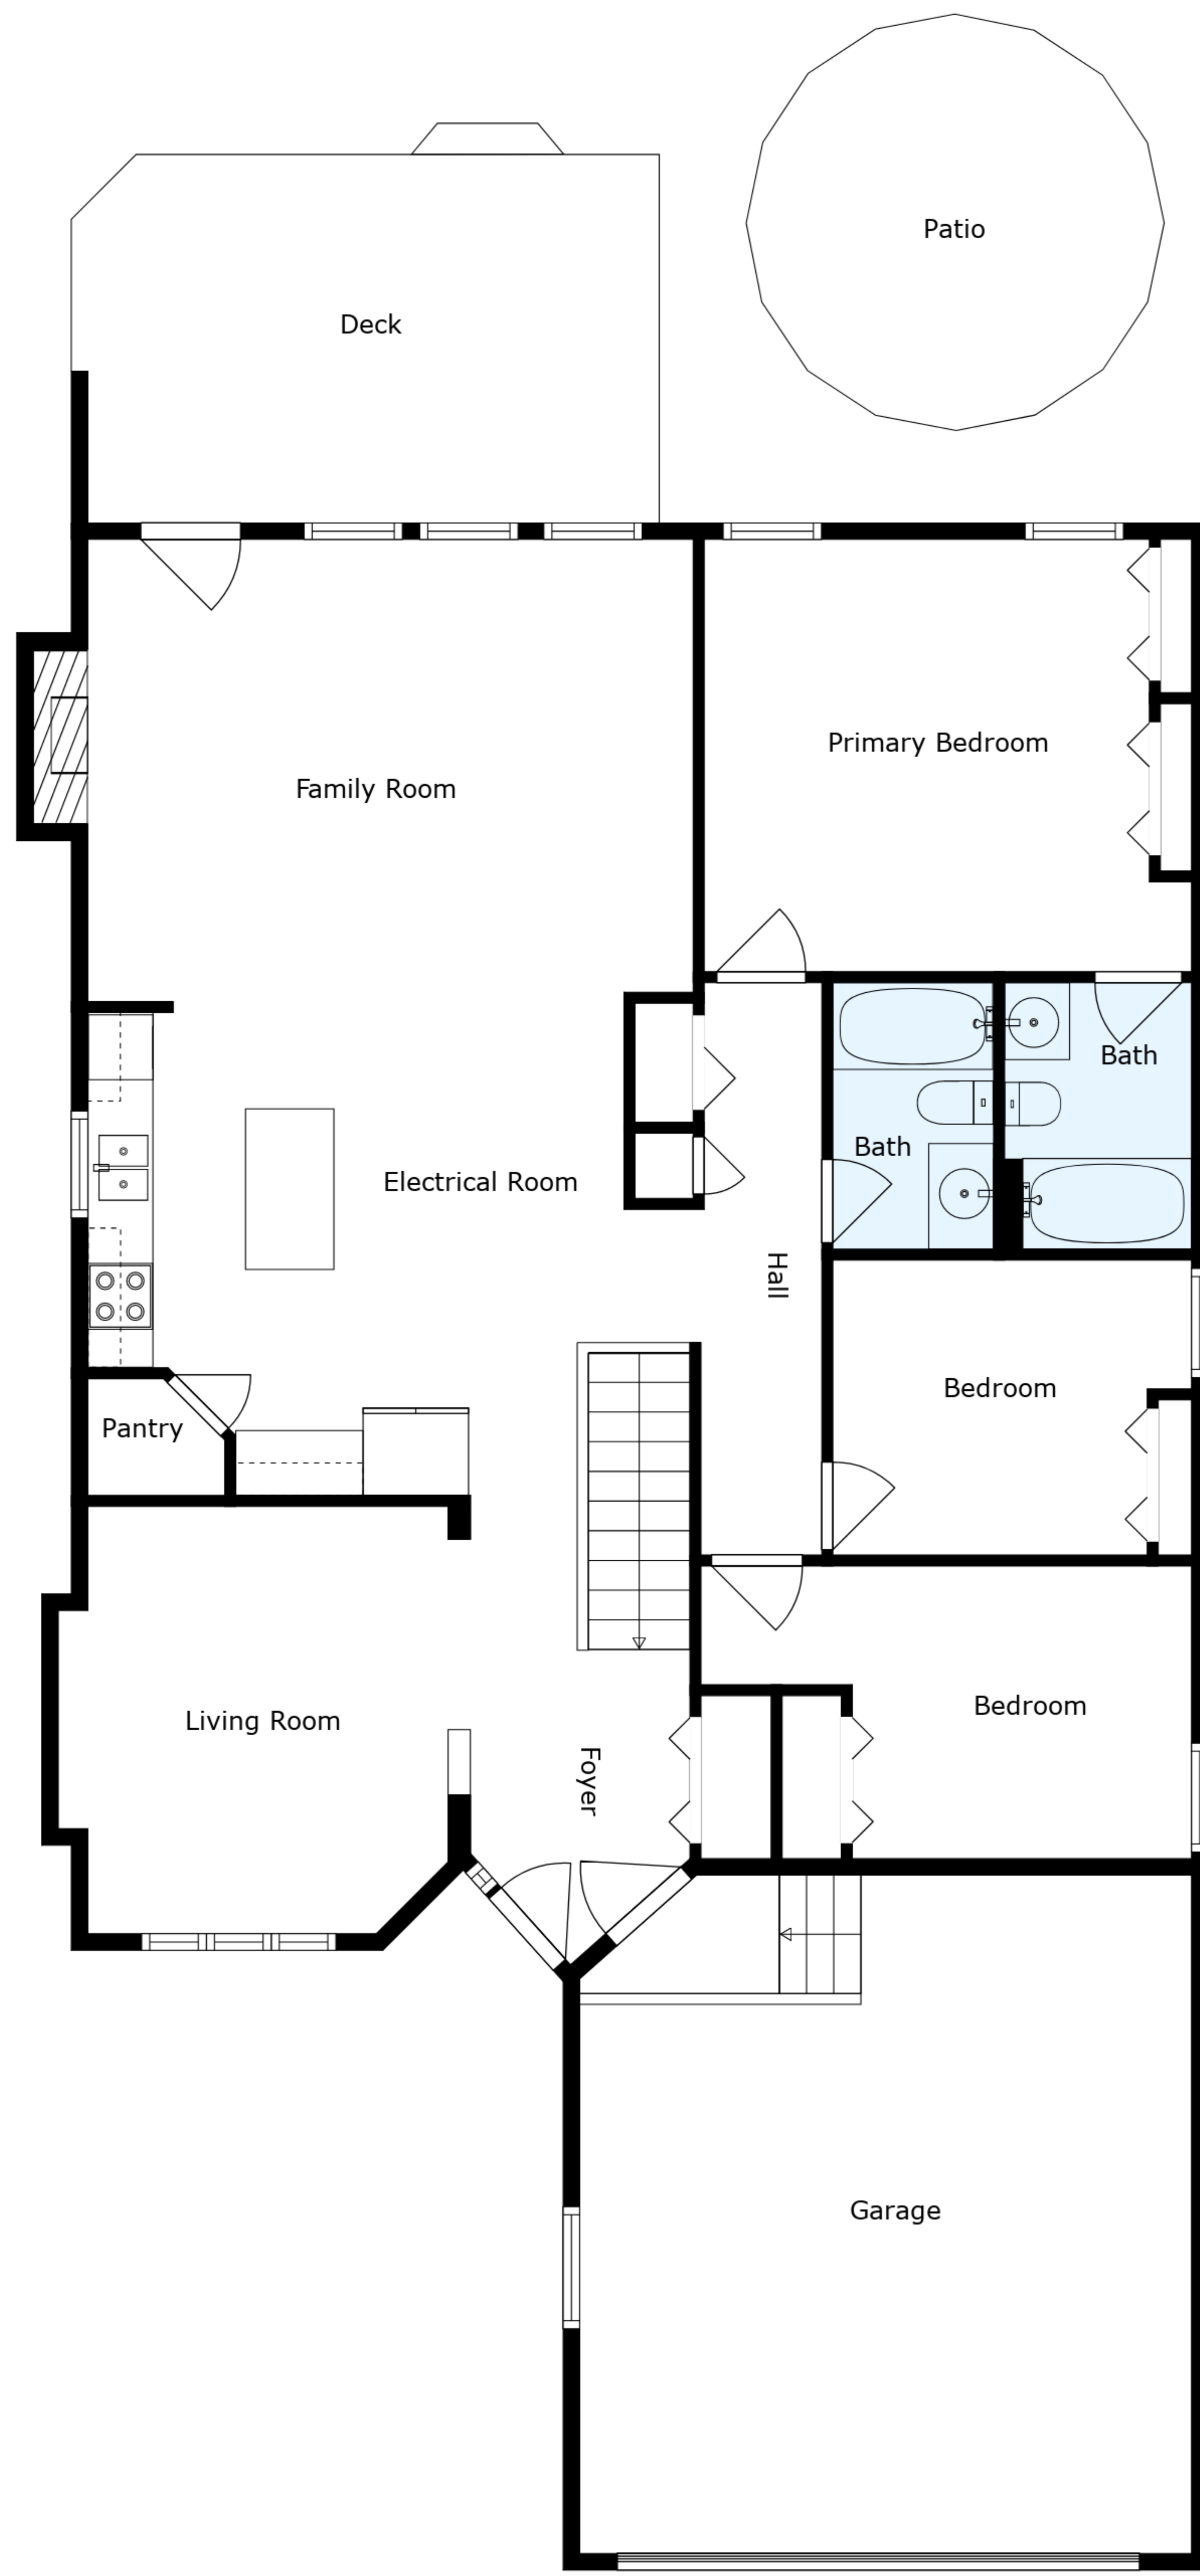 Patio
Deck
Primary Bedroom
Family Room
Bath
Bath
Electrical Room
Hall
Bedroom
Pantry
Bedroom
Living Room
Foyer
Garage